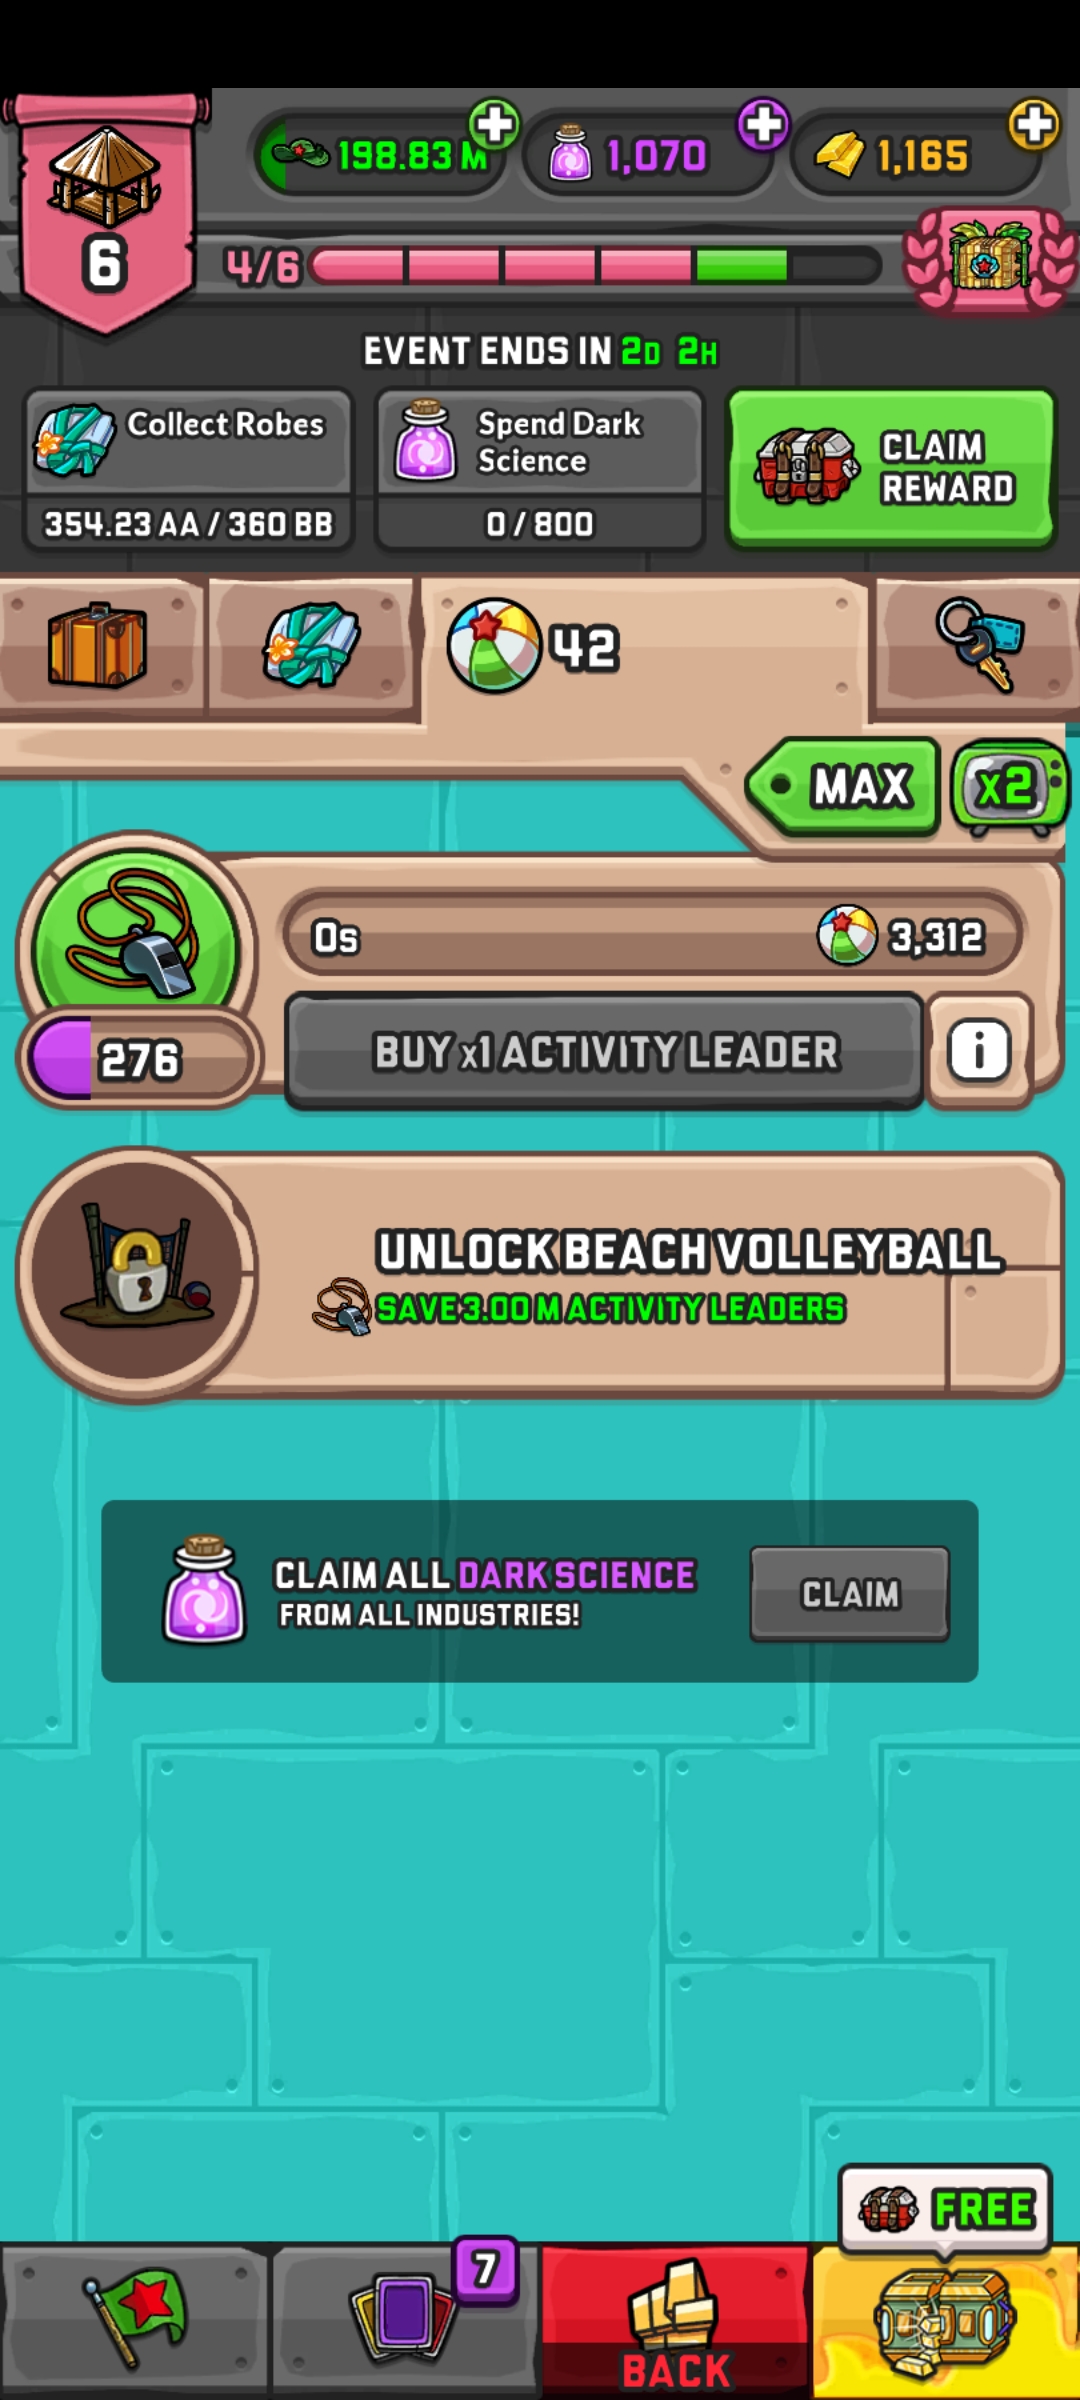 198.83 M
1,070
1,165
6
4/6
EVENT ENDS IN 2D 2H
Collect Robes
354.23 AA / 360 BB
Spend Dark
Science
0 / 800
CLAIM
REWARD
42
MAX
x2
0s
3,312
276
BUY x1 ACTIVITY LEADER
i
UNLOCK BEACH VOLLEYBALL
SAVE 3.00 M ACTIVITY LEADERS
CLAIM ALL DARK SCIENCE
FROM ALL INDUSTRIES!
CLAIM
FREE
7
BACK